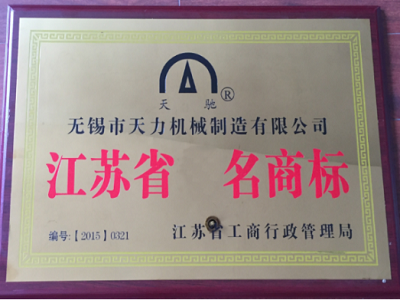 天驰®
无锡市天力机械制造有限公司
江苏省 名商标
编号:【2015】0321 江苏省工商行政管理局